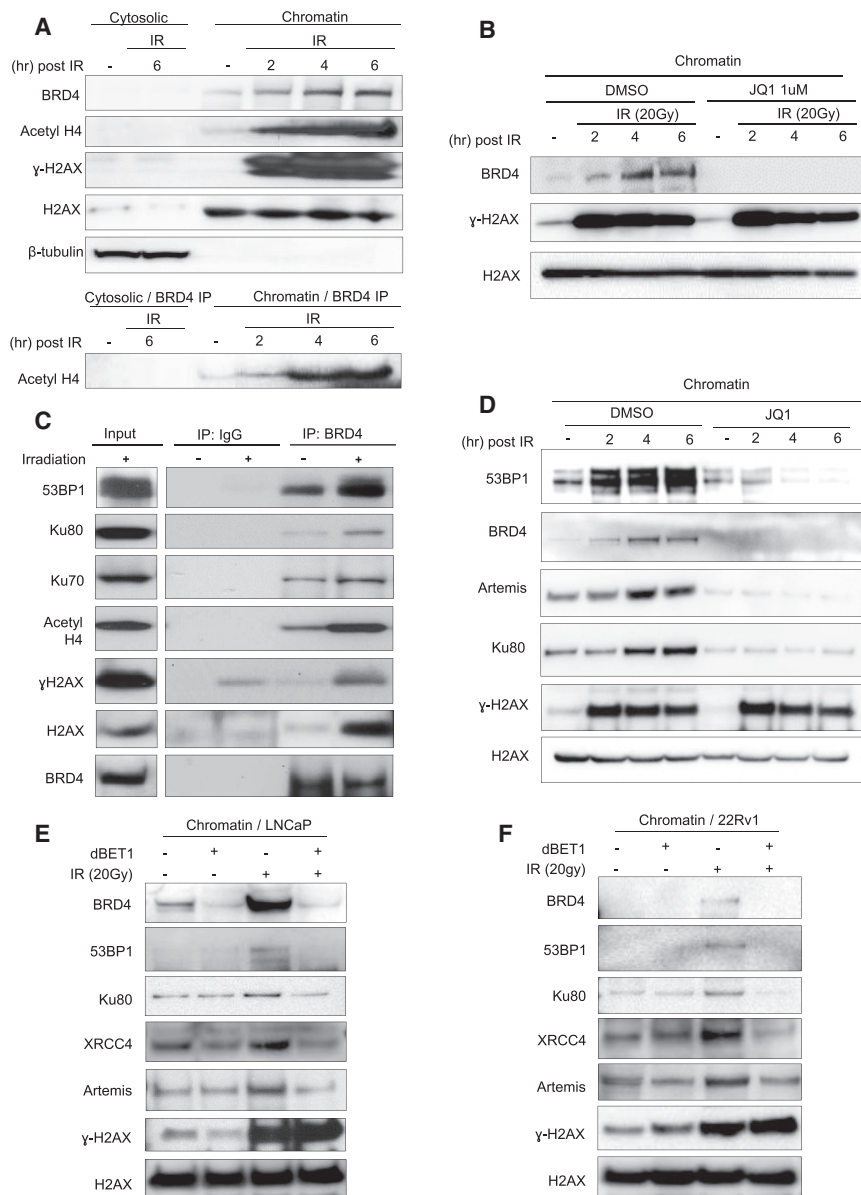 A
Cytosolic Chromatin
IR IR
(hr) post IR - 6 - 2 4 6
BRD4
Acetyl H4
ɣ-H2AX
H2AX
β-tubulin
Cytosolic / BRD4 IP Chromatin / BRD4 IP
IR IR
(hr) post IR - 6 - 2 4 6
Acetyl H4
B
Chromatin
DMSO JQ1 1uM
IR (20Gy) IR (20Gy)
(hr) post IR - 2 4 6 - 2 4 6
BRD4
ɣ-H2AX
H2AX
C
Input IP: IgG IP: BRD4
Irradiation + - + - +
53BP1
Ku80
Ku70
Acetyl
H4
ɣH2AX
H2AX
BRD4
D
Chromatin
DMSO JQ1
(hr) post IR - 2 4 6 - 2 4 6
53BP1
BRD4
Artemis
Ku80
ɣ-H2AX
H2AX
E
Chromatin / LNCaP
dBET1 - + - +
IR (20Gy) - - + +
BRD4
53BP1
Ku80
XRCC4
Artemis
ɣ-H2AX
H2AX
F
Chromatin / 22Rv1
dBET1 - + - +
IR (20Gy) - - + +
BRD4
53BP1
Ku80
XRCC4
Artemis
ɣ-H2AX
H2AX